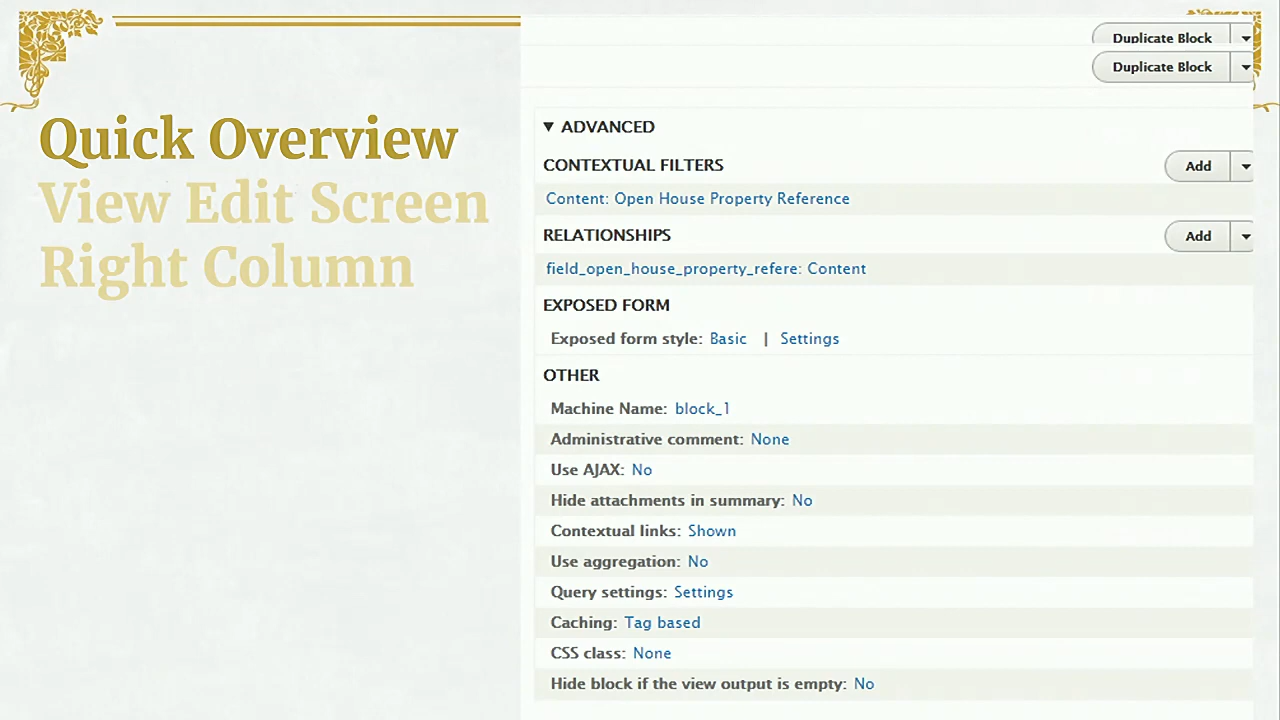 Quick Overview
View Edit Screen
Right Column
Duplicate Block
Duplicate Block
▼ ADVANCED
CONTEXTUAL FILTERS
Add
Content: Open House Property Reference
RELATIONSHIPS
Add
field_open_house_property_refere: Content
EXPOSED FORM
Exposed form style: Basic | Settings
OTHER
Machine Name: block_1
Administrative comment: None
Use AJAX: No
Hide attachments in summary: No
Contextual links: Shown
Use aggregation: No
Query settings: Settings
Caching: Tag based
CSS class: None
Hide block if the view output is empty: No